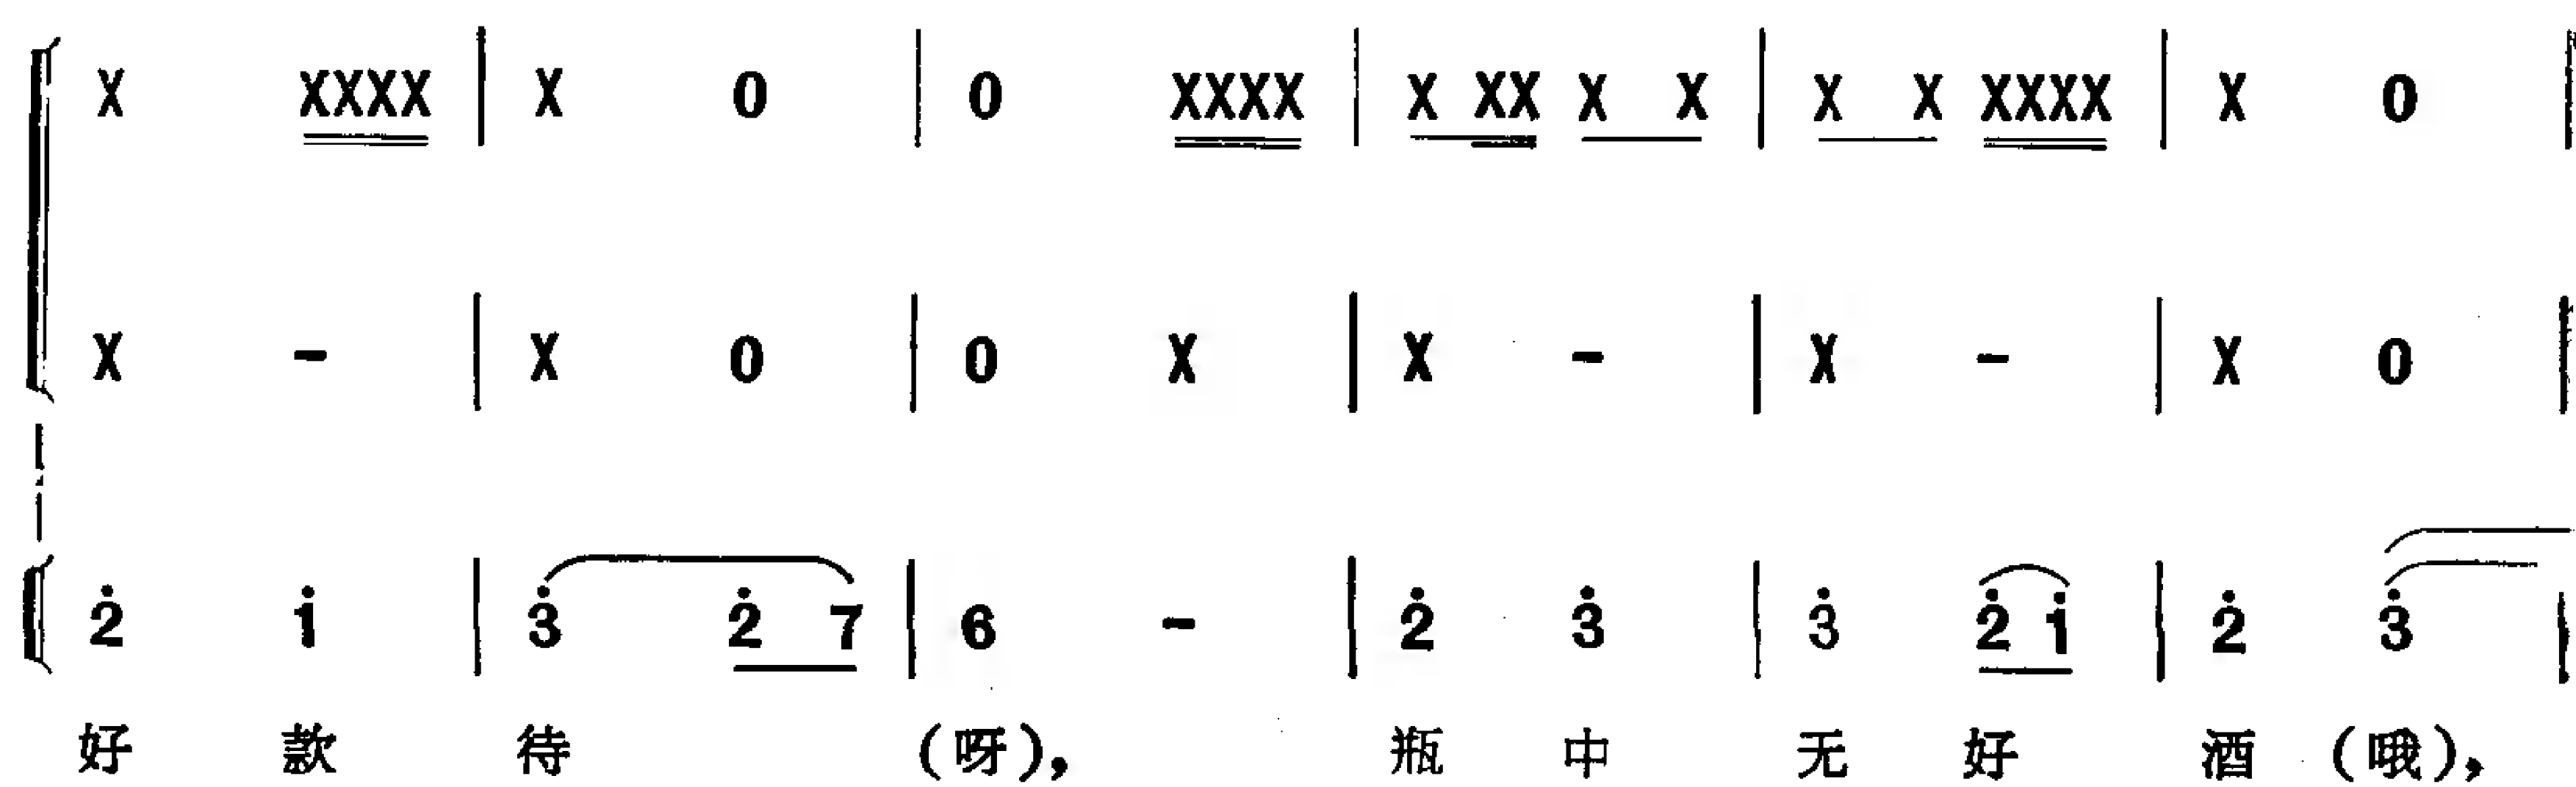 X XXXX | X 0 | 0 XXXX | X XX X X | X X XXXX | X 0 |
X - | X 0 | 0 X | X - | X - | X 0 |
2̇ 1̇ | 3̇ 2̇ 7 | 6 - | 2̇ 3̇ | 3̇ 2̇ 1̇ | 2̇ 3̇ |
好 款 待 (呀), 瓶 中 无 好 酒 (哦),